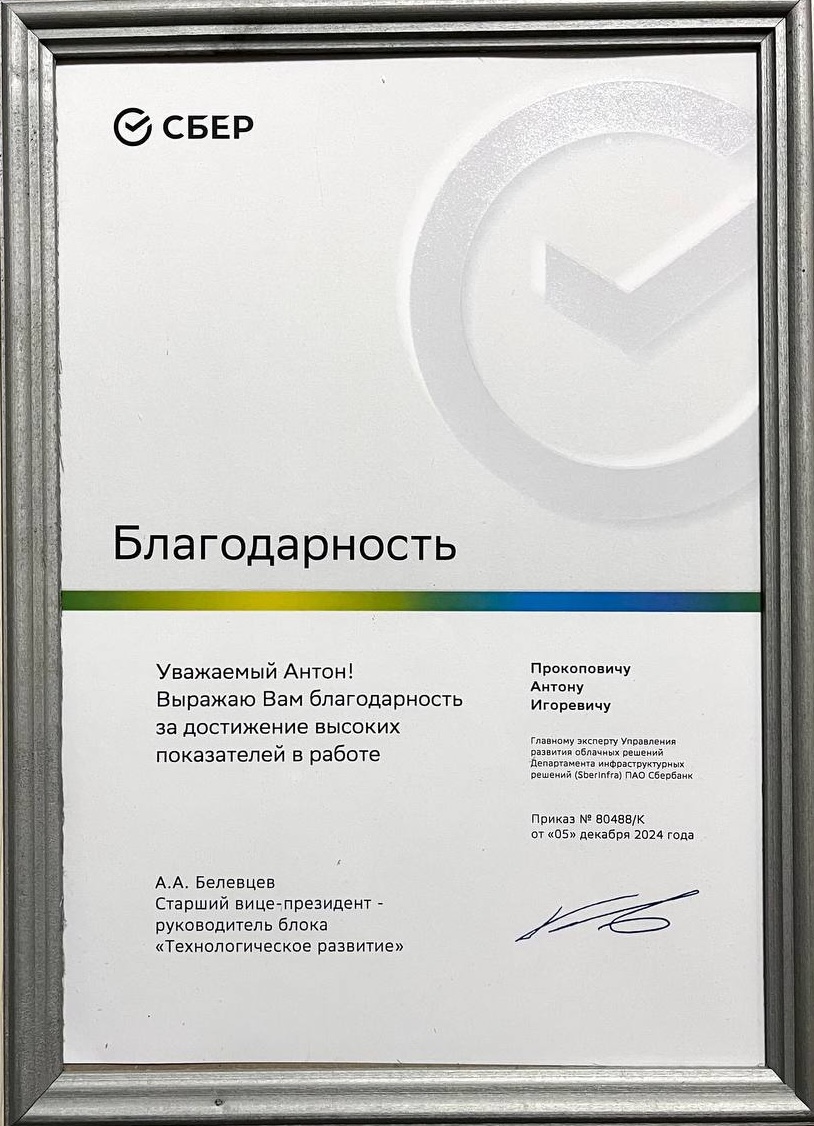 СБЕР
Благодарность
Уважаемый Антон!
Выражаю Вам благодарность
за достижение высоких
показателей в работе
Прокоповичу
Антону
Игоревичу
Главному эксперту Управления
развития облачных решений
Департамента инфраструктурных
решений (SberInfra) ПАО Сбербанк
Приказ № 80488/К
от «05» декабря 2024 года
А.А. Белевцев
Старший вице-президент -
руководитель блока
«Технологическое развитие»